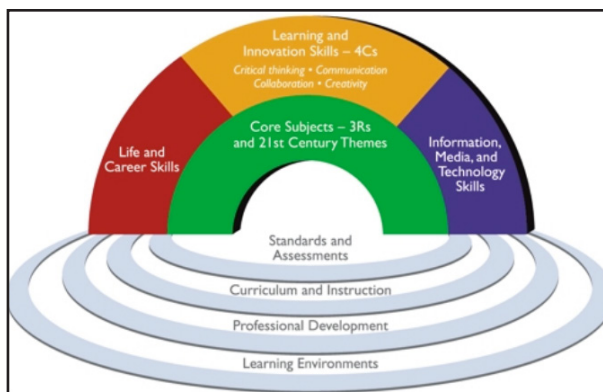 Learning and
Innovation Skills – 4Cs
Critical thinking • Communication
Collaboration • Creativity
Core Subjects – 3Rs
and 21st Century Themes
Life and
Career Skills
Information,
Media, and
Technology
Skills
Standards and
Assessments
Curriculum and Instruction
Professional Development
Learning Environments